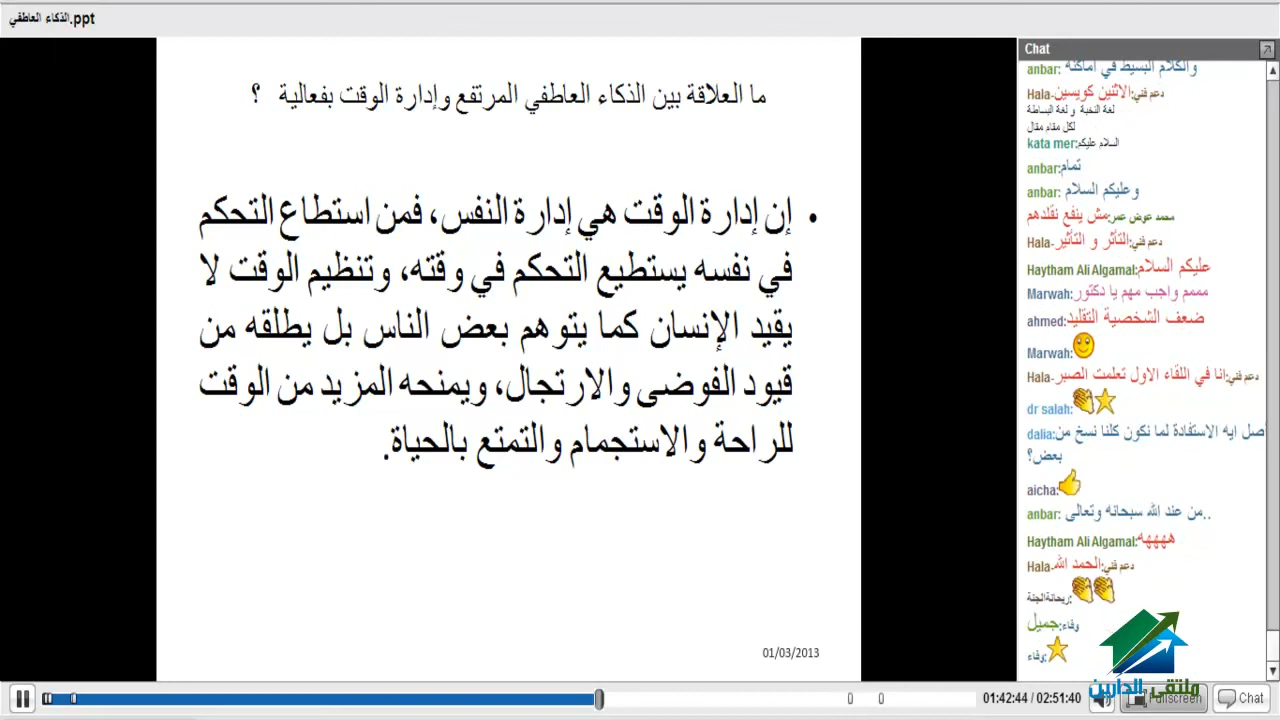 الذكاء العاطفي.ppt
ما العلاقة بين الذكاء العاطفي المرتفع وإدارة الوقت بفعالية ؟
• إن إدارة الوقت هي إدارة النفس، فمن استطاع التحكم
في نفسه يستطيع التحكم في وقته، وتنظيم الوقت لا
يقيد الإنسان كما يتوهم بعض الناس بل يطلقه من
قيود الفوضى والارتجال، ويمنحه المزيد من الوقت
للراحة والاستجمام والتمتع بالحياة.
01/03/2013
Chat
anbar: والكلام البسيط في اماكنه
Hala-دعم فني:الاثنين كويسين
لغة النخبة و لغة البساطة
لكل مقام مقال
kata mer:السلام عليكم
anbar:تمام
anbar: وعليكم السلام
محمد عوض عمر:مش ينفع نقلدهم
Hala-دعم فني:التأثر و التأثير
Haytham Ali Algamal:عليكم السلام
Marwah:مممم واجب مهم يا دكتور
ahmed:ضعف الشخصية التقليد
Marwah:
Hala-دعم فني:انا في اللقاء الاول تعلمت الصبر
dr salah:
dalia:صل ايه الاستفادة لما نكون كلنا نسخ من
بعض؟
aicha:
anbar: من عند الله سبحانه وتعالى..
Haytham Ali Algamal:هههههه
Hala-دعم فني:الحمد الله
ريحانةالجنة:
وفاء:جميل
وفاء:
ملتقى الدارين
01:42:44 / 02:51:40
Fullscreen
Chat